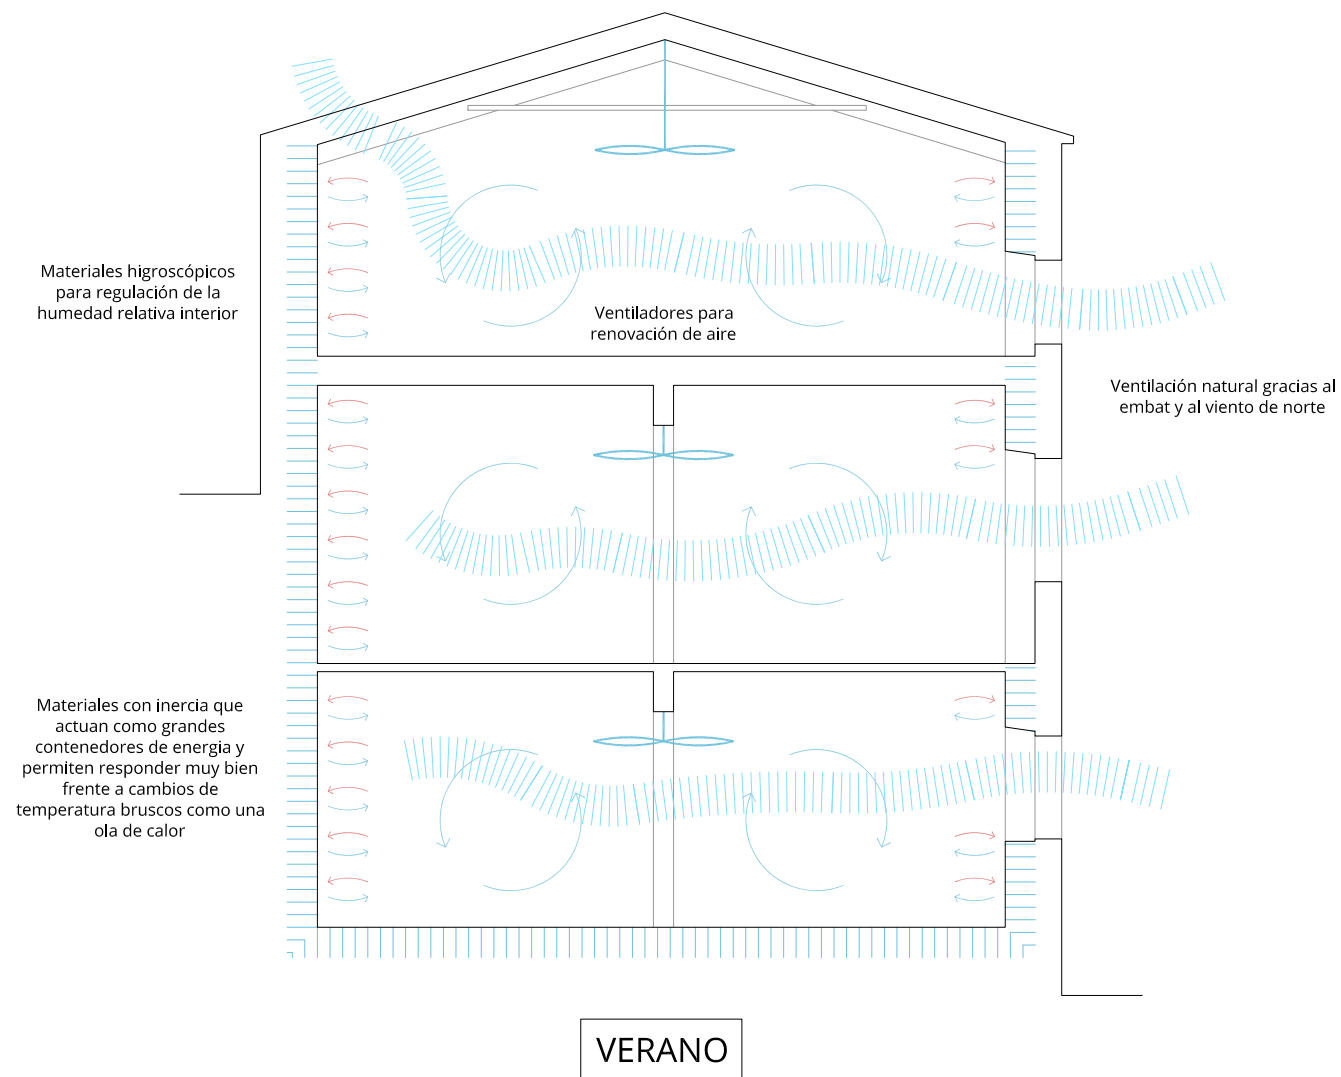 Materiales higroscópicos
para regulación de la
humedad relativa interior
Ventiladores para
renovación de aire
Ventilación natural gracias al
embat y al viento de norte
Materiales con inercia que
actuan como grandes
contenedores de energia y
permiten responder muy bien
frente a cambios de
temperatura bruscos como una
ola de calor
VERANO